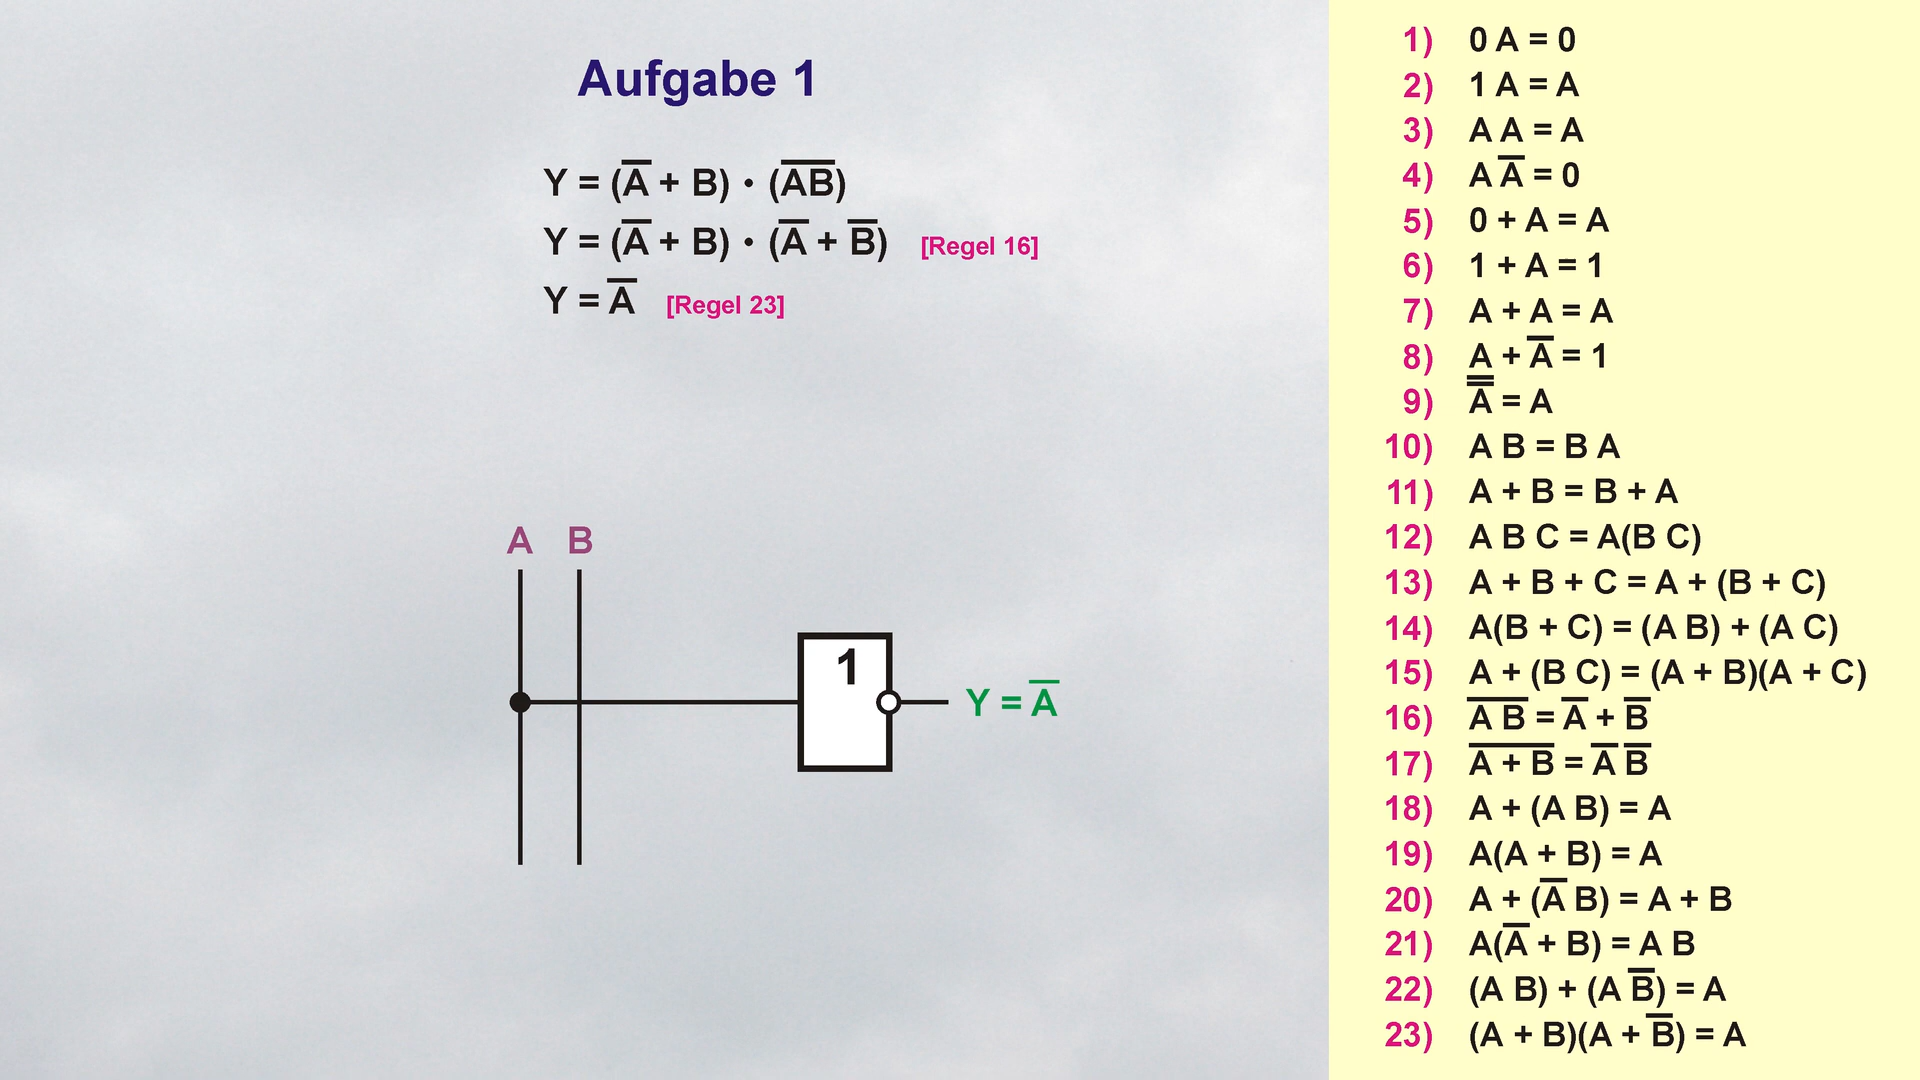 Aufgabe 1
Y = (A̅ + B) · (A̅B̅)
Y = (A̅ + B) · (A̅ + B̅) [Regel 16]
Y = A̅ [Regel 23]
A B
1
Y = A̅
1) 0 A = 0
2) 1 A = A
3) A A = A
4) A A̅ = 0
5) 0 + A = A
6) 1 + A = 1
7) A + A = A
8) A + A̅ = 1
9) A̿ = A
10) A B = B A
11) A + B = B + A
12) A B C = A(B C)
13) A + B + C = A + (B + C)
14) A(B + C) = (A B) + (A C)
15) A + (B C) = (A + B)(A + C)
16) A̅ ̅B̅ = A̅ + B̅
17) A̅ ̅+̅ ̅B̅ = A̅ B̅
18) A + (A B) = A
19) A(A + B) = A
20) A + (A̅ B) = A + B
21) A(A̅ + B) = A B
22) (A B) + (A B̅) = A
23) (A + B)(A + B̅) = A